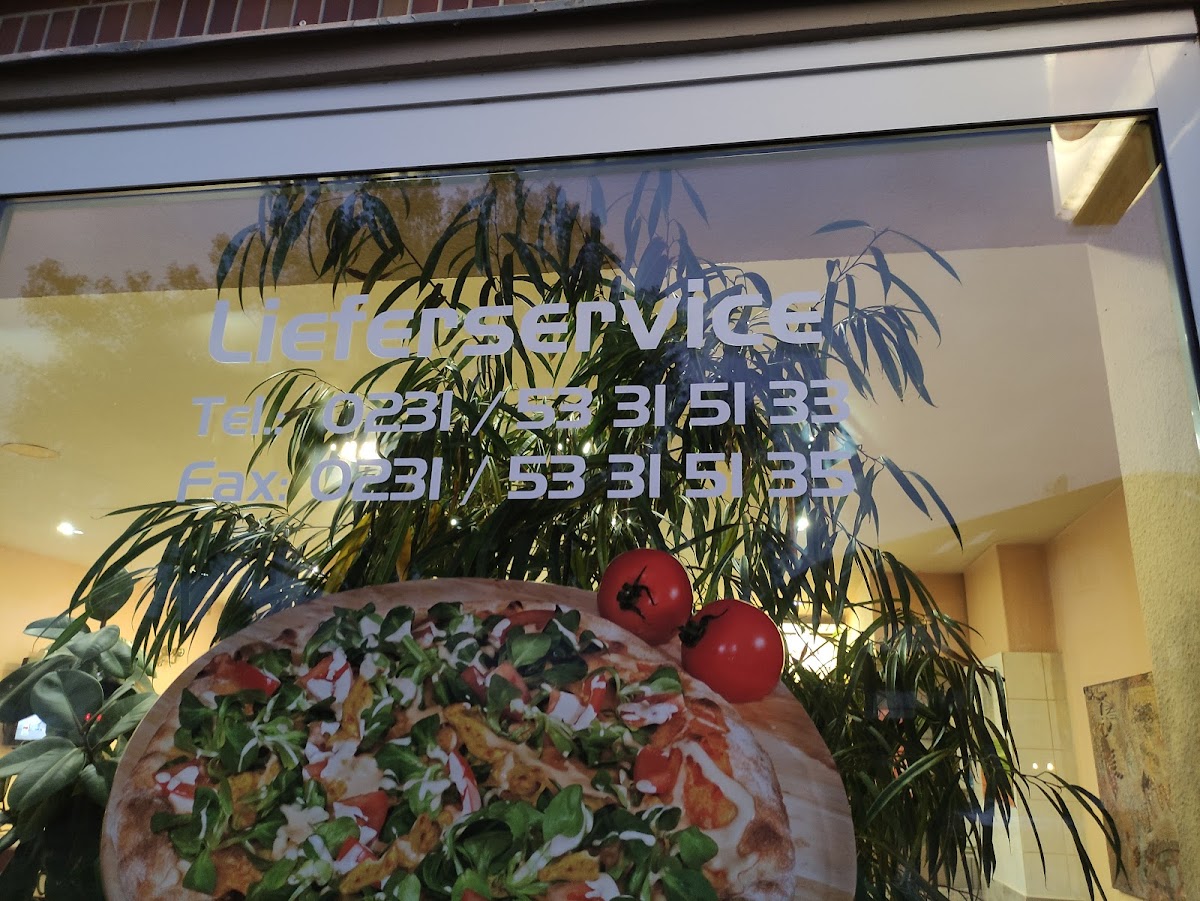 Lieferservice
Tel.: 0231 / 53 31 51 33
Fax: 0231 / 53 31 51 35